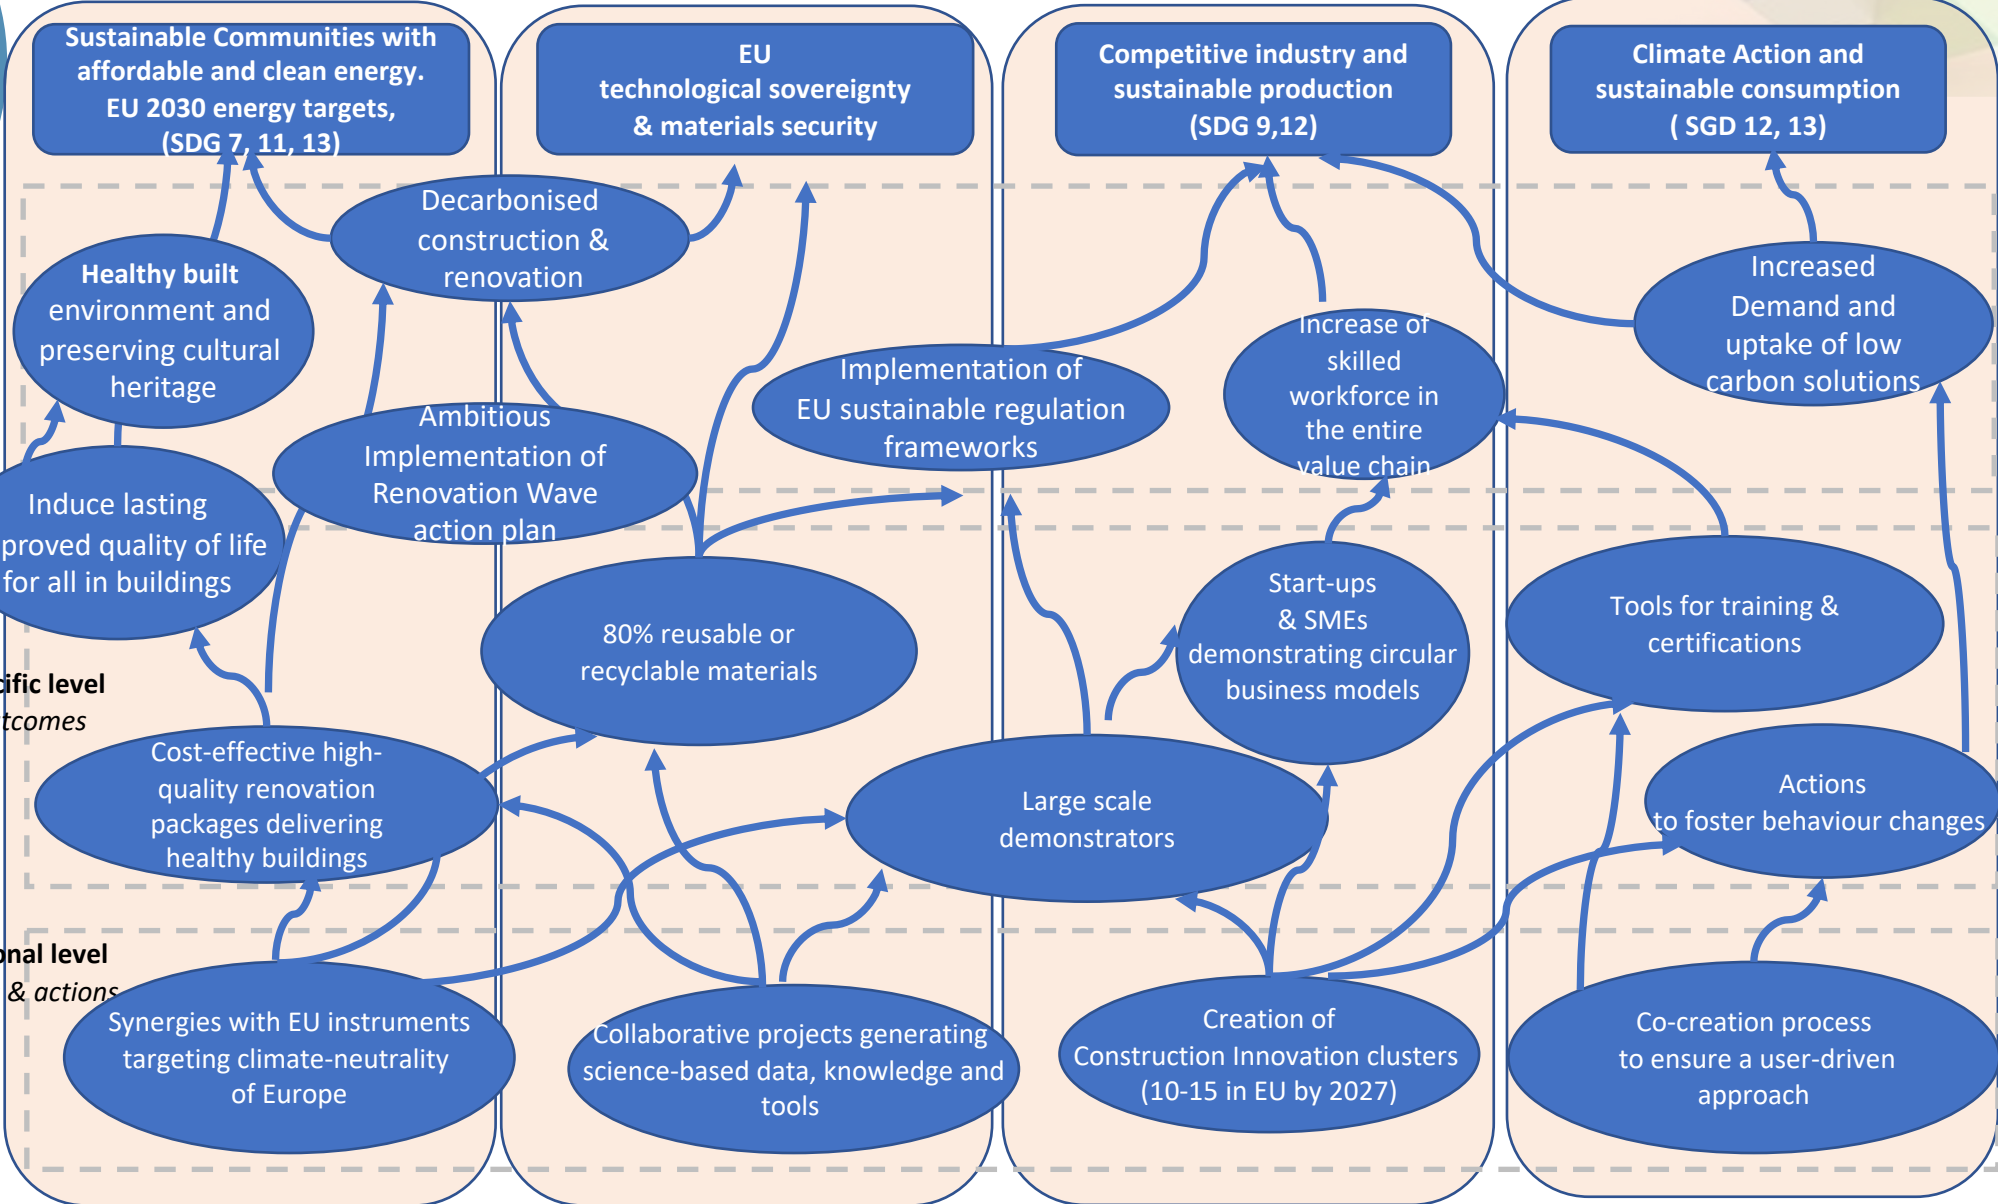 Sustainable Communities with
affordable and clean energy.
EU 2030 energy targets,
(SDG 7, 11, 13)
EU
technological sovereignty
& materials security
Competitive industry and
sustainable production
(SDG 9,12)
Climate Action and
sustainable consumption
( SGD 12, 13)
Decarbonised
construction &
renovation
Healthy built
environment and
preserving cultural
heritage
Increased
Demand and
uptake of low
carbon solutions
Increase of
skilled
workforce in
the entire
value chain
Implementation of
EU sustainable regulation
frameworks
Ambitious
Implementation of
Renovation Wave
action plan
Induce lasting
proved quality of life
for all in buildings
80% reusable or
recyclable materials
Start-ups
& SMEs
demonstrating circular
business models
Tools for training &
certifications
cific level
tcomes
Cost-effective high-
quality renovation
packages delivering
healthy buildings
Large scale
demonstrators
Actions
to foster behaviour changes
onal level
& actions
Synergies with EU instruments
targeting climate-neutrality
of Europe
Collaborative projects generating
science-based data, knowledge and
tools
Creation of
Construction Innovation clusters
(10-15 in EU by 2027)
Co-creation process
to ensure a user-driven
approach